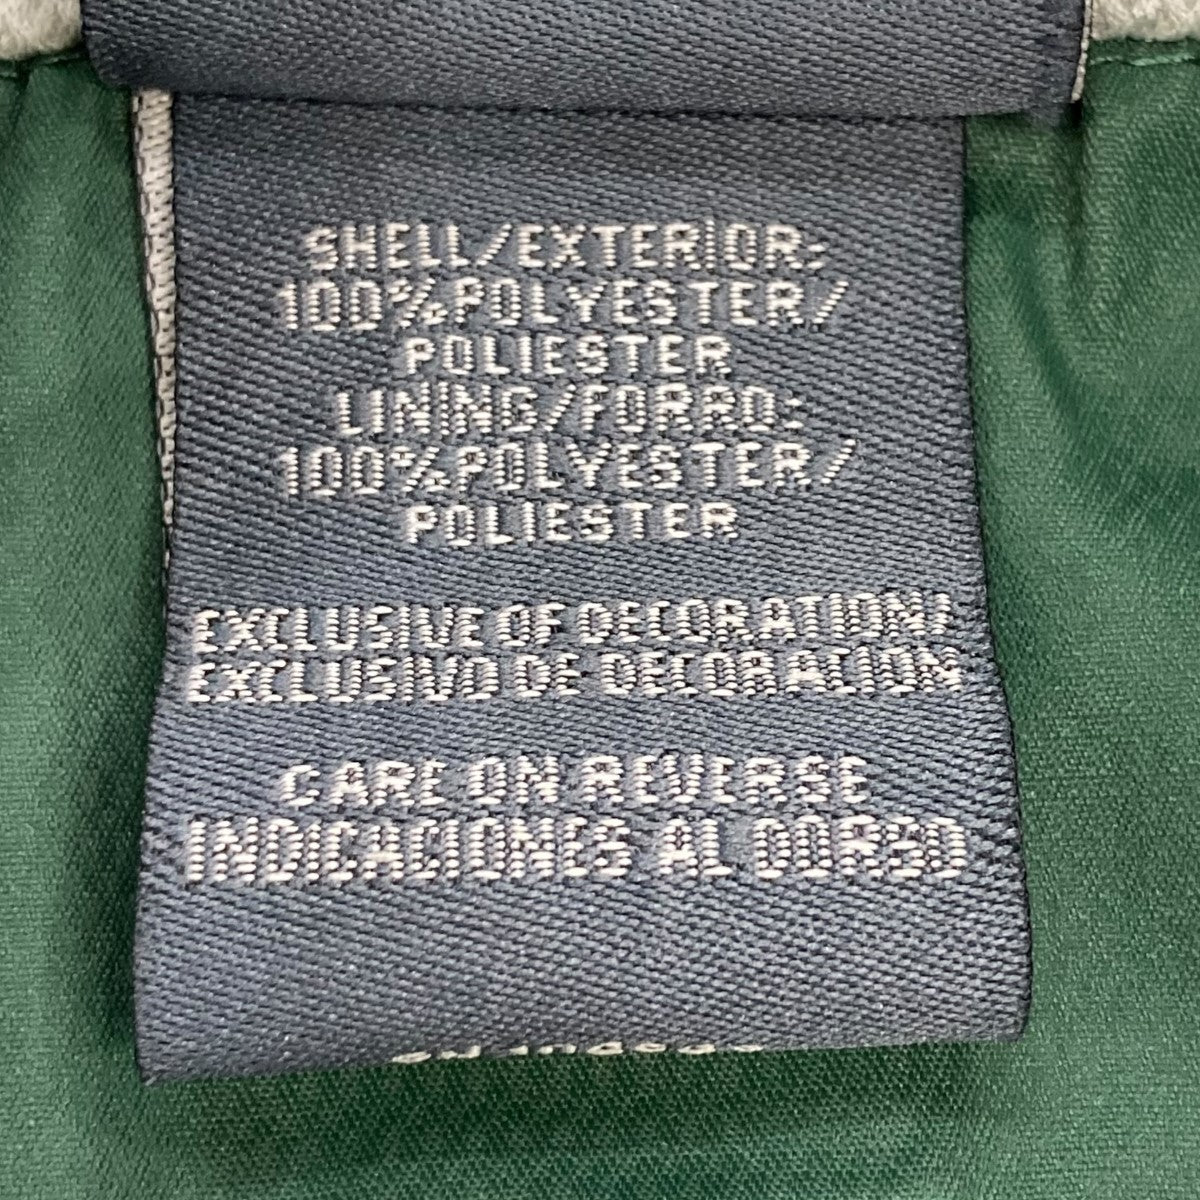 SHELL/EXTERIOR:
100%POLYESTER/
POLIESTER
LINING/FORRO:
100%POLYESTER/
POLIESTER
EXCLUSIVE OF DECORATION/
EXCLUSIVO DE DECORACION
CARE ON REVERSE
INDICACIONES AL DORSO